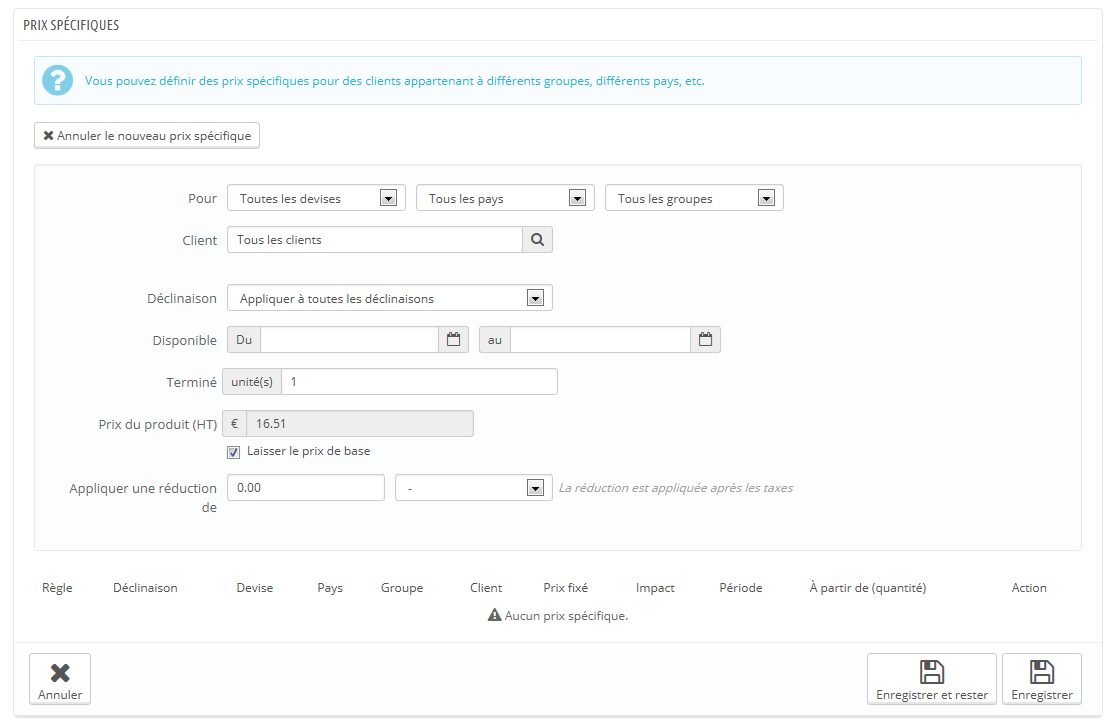 PRIX SPÉCIFIQUES
Vous pouvez définir des prix spécifiques pour des clients appartenant à différents groupes, différents pays, etc.
Annuler le nouveau prix spécifique
Pour Toutes les devises Tous les pays Tous les groupes
Client Tous les clients
Déclinaison Appliquer à toutes les déclinaisons
Disponible Du au
Terminé unité(s) 1
Prix du produit (HT) € 16.51
Laisser le prix de base
Appliquer une réduction 0.00 - La réduction est appliquée après les taxes
de
Règle Déclinaison Devise Pays Groupe Client Prix fixé Impact Période À partir de (quantité) Action
Aucun prix spécifique.
Annuler Enregistrer et rester Enregistrer